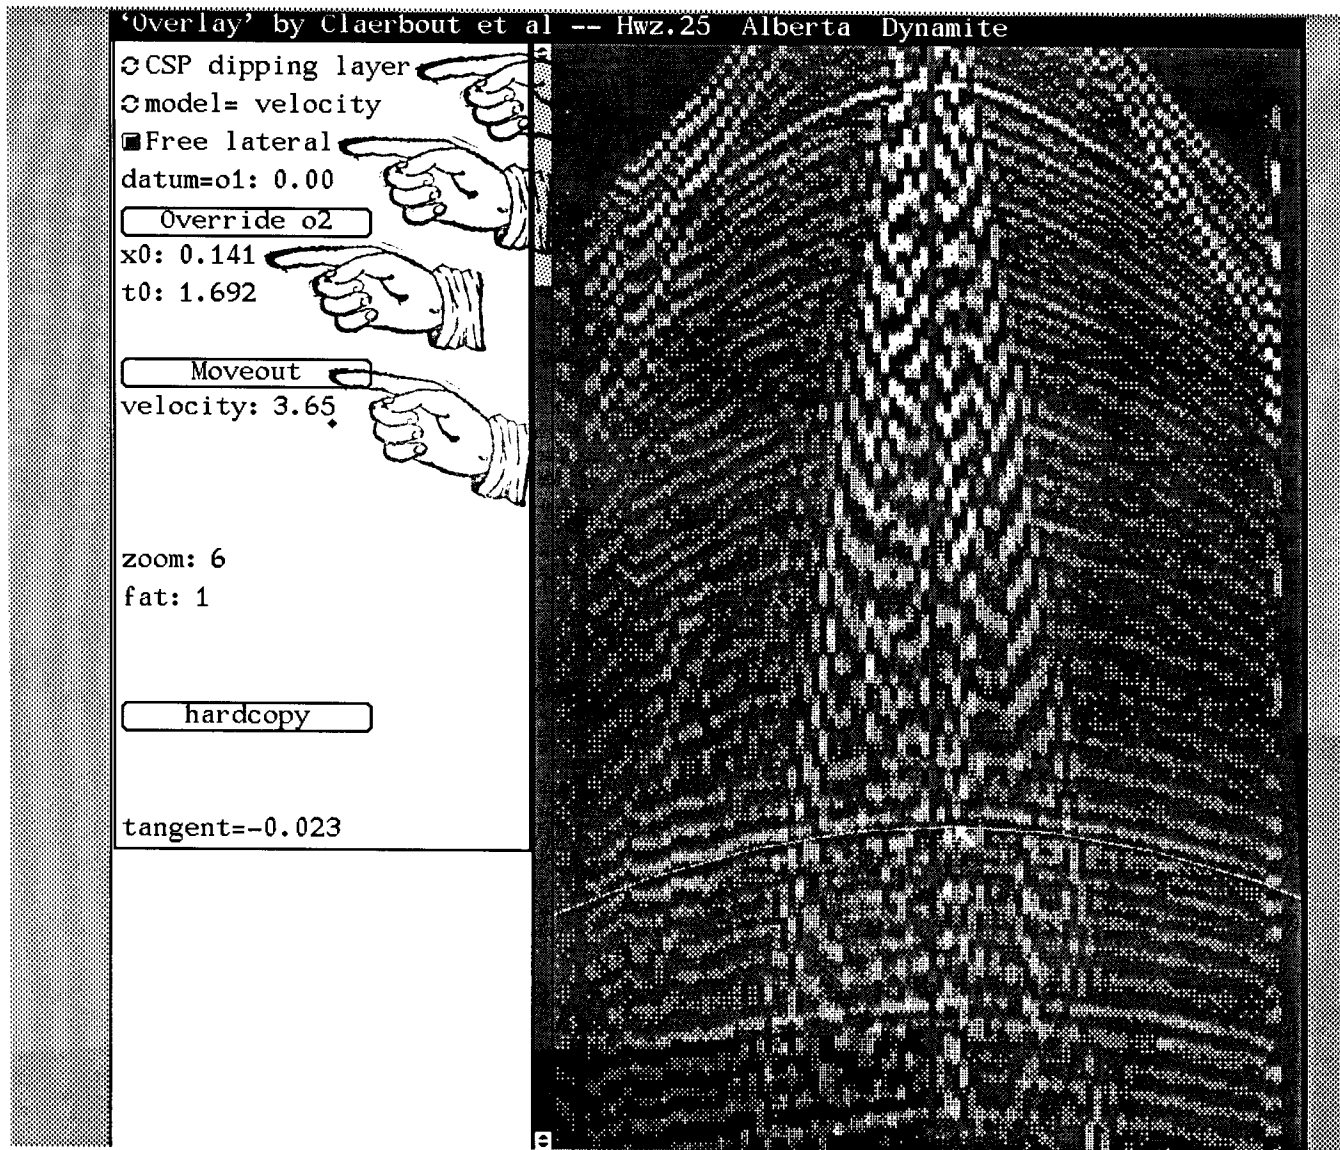 ‘Overlay’ by Claerbout et al -- Hwz.25 Alberta Dynamite
CSP dipping layer
model= velocity
Free lateral
datum=o1: 0.00
Override o2
x0: 0.141
t0: 1.692
Moveout
velocity: 3.65
zoom: 6
fat: 1
hardcopy
tangent=-0.023